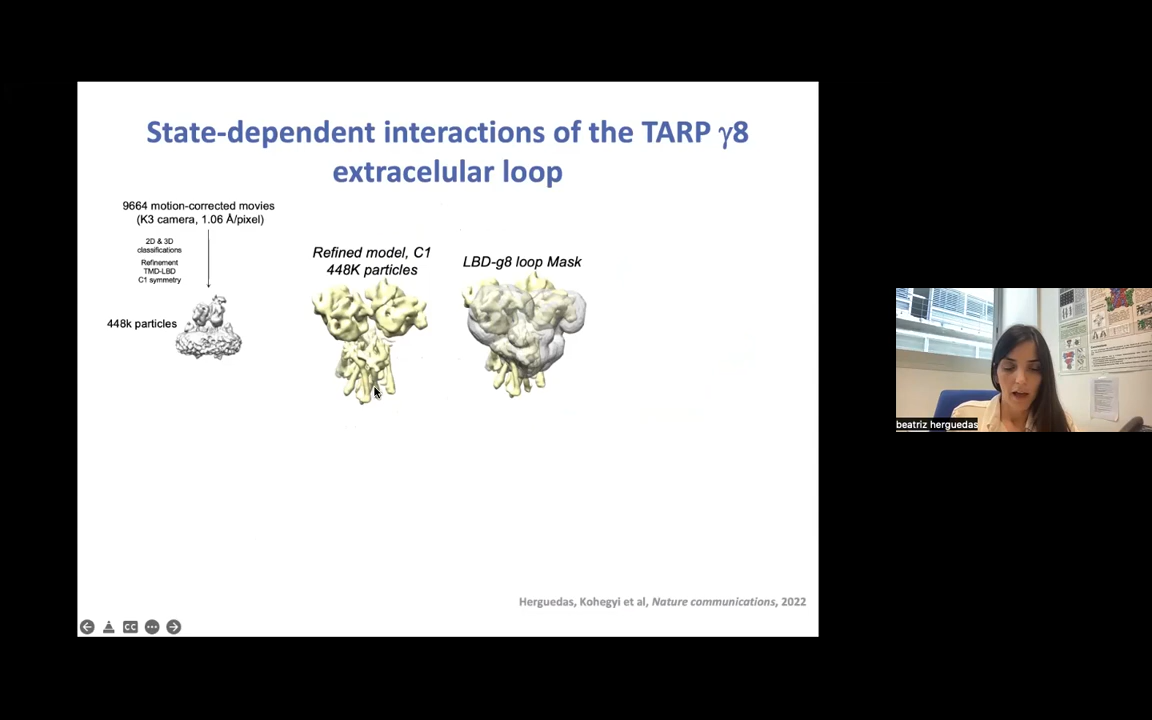 State-dependent interactions of the TARP γ8
extracelular loop
9664 motion-corrected movies
(K3 camera, 1.06 Å/pixel)
2D & 3D
classifications
Refinement
TMD-LBD
C1 symmetry
448k particles
Refined model, C1
448K particles
LBD-g8 loop Mask
Herguedas, Kohegyi et al, Nature communications, 2022
CC
beatriz herguedas